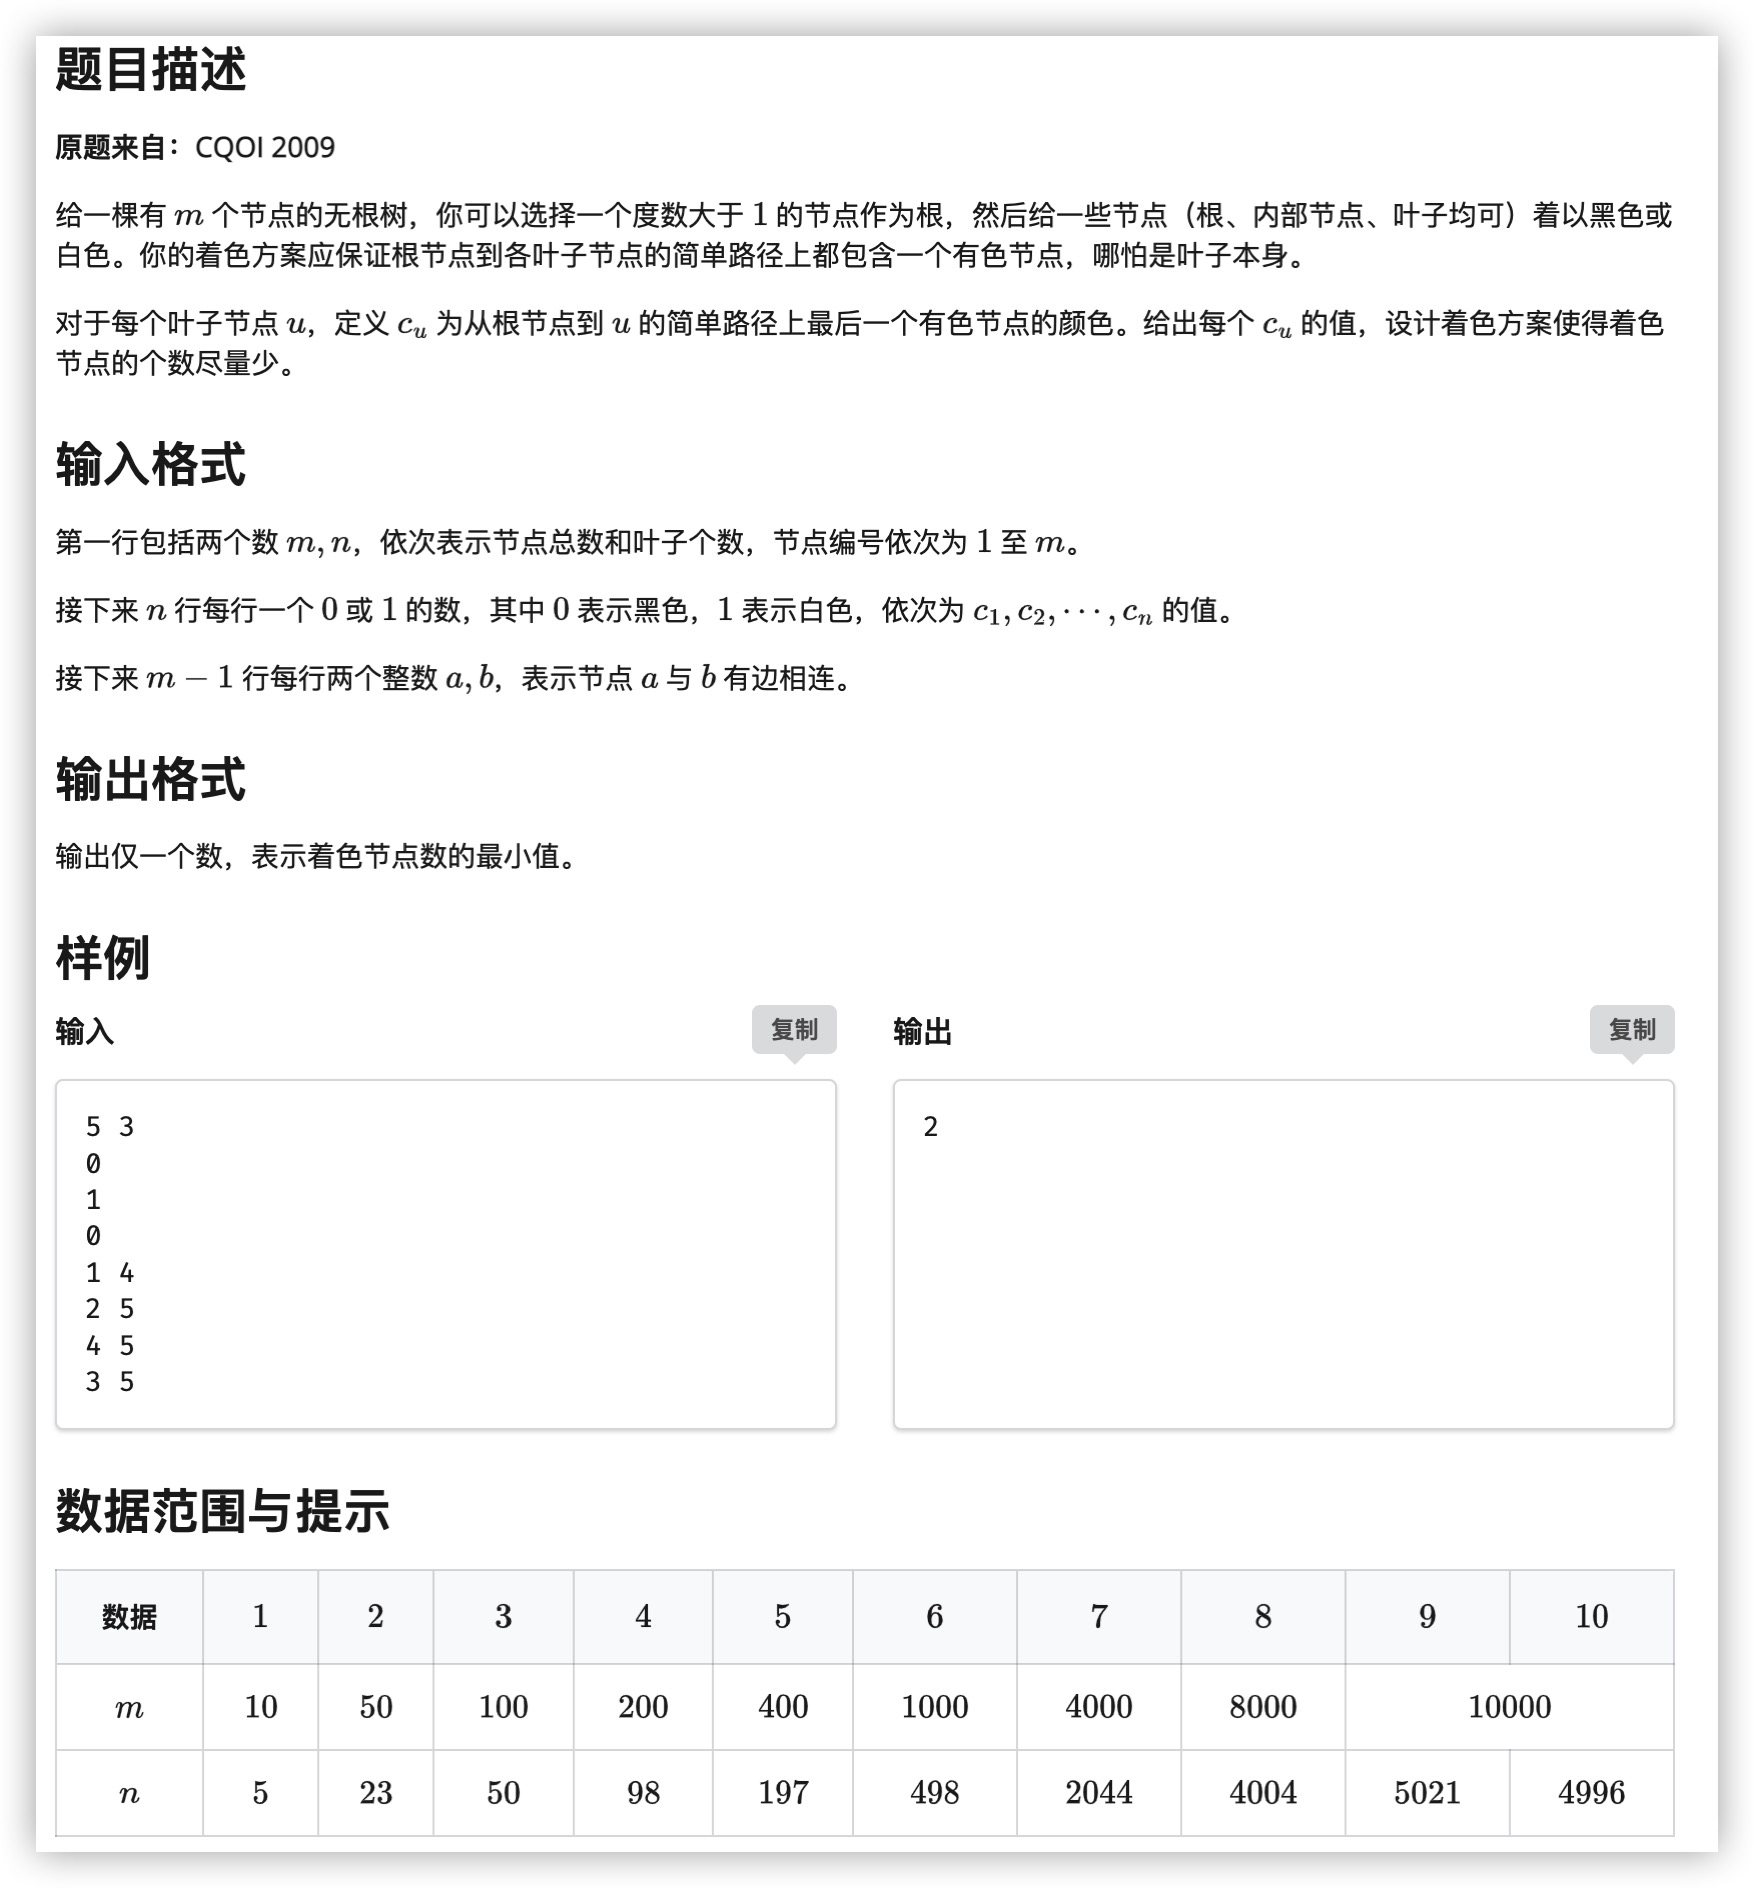 题目描述
原题来自：CQOI 2009
给一棵有 m 个节点的无根树，你可以选择一个度数大于 1 的节点作为根，然后给一些节点（根、内部节点、叶子均可）着以黑色或
白色。你的着色方案应保证根节点到各叶子节点的简单路径上都包含一个有色节点，哪怕是叶子本身。
对于每个叶子节点 u，定义 c_u 为从根节点到 u 的简单路径上最后一个有色节点的颜色。给出每个 c_u 的值，设计着色方案使得着色
节点的个数尽量少。
输入格式
第一行包括两个数 m, n，依次表示节点总数和叶子个数，节点编号依次为 1 至 m。
接下来 n 行每行一个 0 或 1 的数，其中 0 表示黑色，1 表示白色，依次为 c_1, c_2, ⋯, c_n 的值。
接下来 m − 1 行每行两个整数 a, b，表示节点 a 与 b 有边相连。
输出格式
输出仅一个数，表示着色节点数的最小值。
样例
输入 复制
5 3
0
1
0
1 4
2 5
4 5
3 5
输出 复制
2
数据范围与提示
数据 1 2 3 4 5 6 7 8 9 10
m 10 50 100 200 400 1000 4000 8000 10000
n 5 23 50 98 197 498 2044 4004 5021 4996